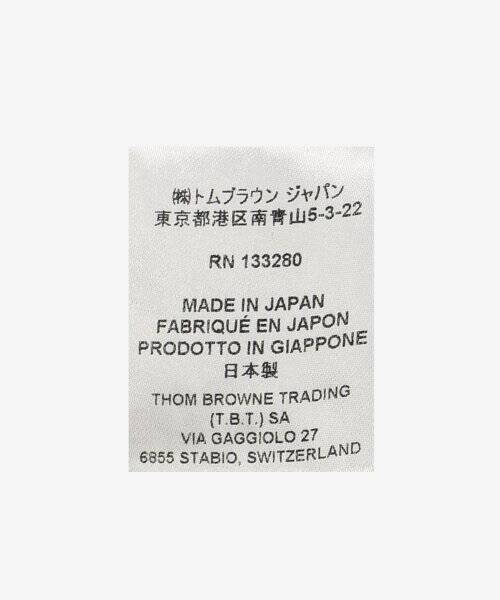 ㈱トムブラウン ジャパン
東京都港区南青山5-3-22
RN 133280
MADE IN JAPAN
FABRIQUÉ EN JAPON
PRODOTTO IN GIAPPONE
日本製
THOM BROWNE TRADING
(T.B.T.) SA
VIA GAGGIOLO 27
6855 STABIO, SWITZERLAND